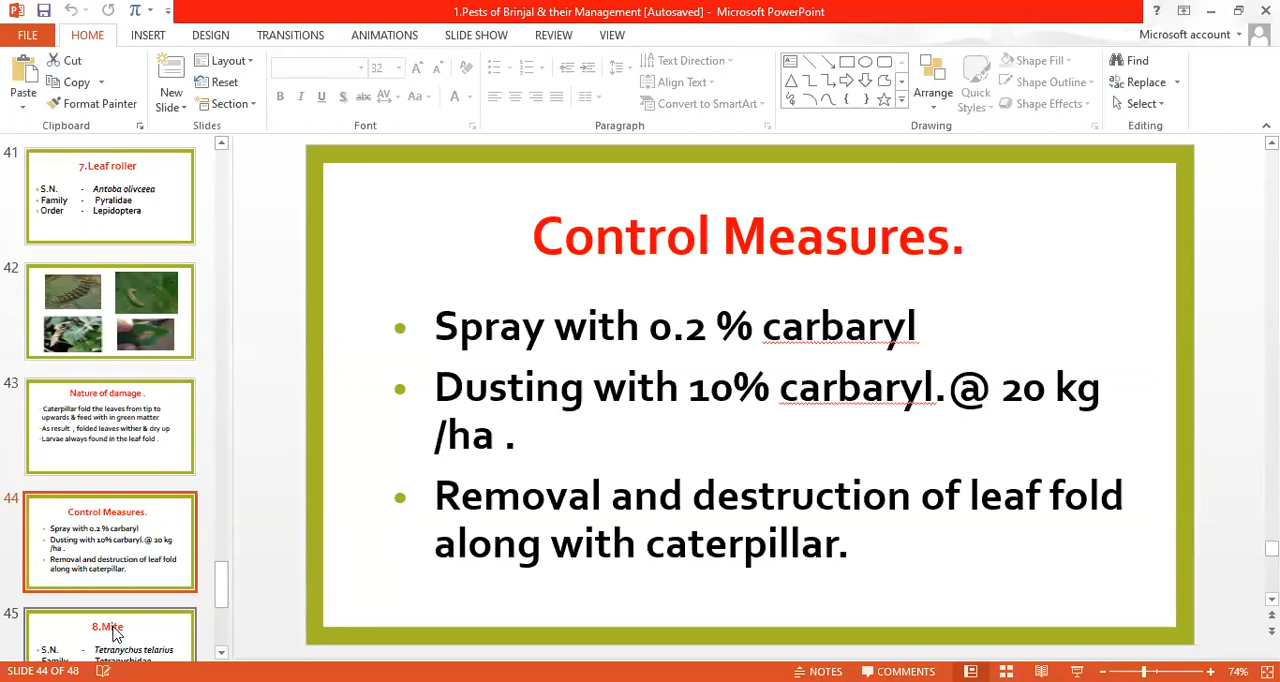 1.Pests of Brinjal & their Management [Autosaved] - Microsoft PowerPoint
FILE HOME INSERT DESIGN TRANSITIONS ANIMATIONS SLIDE SHOW REVIEW VIEW Microsoft account
Paste
Cut
Copy
Format Painter
Clipboard
New Slide
Layout
Reset
Section
Slides
32
B I U S abc AV Aa A
Font
Text Direction
Align Text
Convert to SmartArt
Paragraph
Arrange
Quick Styles
Shape Fill
Shape Outline
Shape Effects
Drawing
Find
Replace
Select
Editing
41
7.Leaf roller
S.N. - Antoba olivceea
Family - Pyralidae
Order - Lepidoptera
42
43
Nature of damage .
Caterpillar fold the leaves from tip to
upwards & feed with in green matter
As result , folded leaves wither & dry up
Larvae always found in the leaf fold .
44
Control Measures.
Spray with 0.2 % carbaryl
Dusting with 10% carbaryl.@ 20 kg
/ha .
Removal and destruction of leaf fold
along with caterpillar.
45
8.Mite
S.N. - Tetranychus telarius
Control Measures.
• Spray with 0.2 % carbaryl
• Dusting with 10% carbaryl.@ 20 kg
/ha .
• Removal and destruction of leaf fold
along with caterpillar.
SLIDE 44 OF 48 NOTES COMMENTS 74%